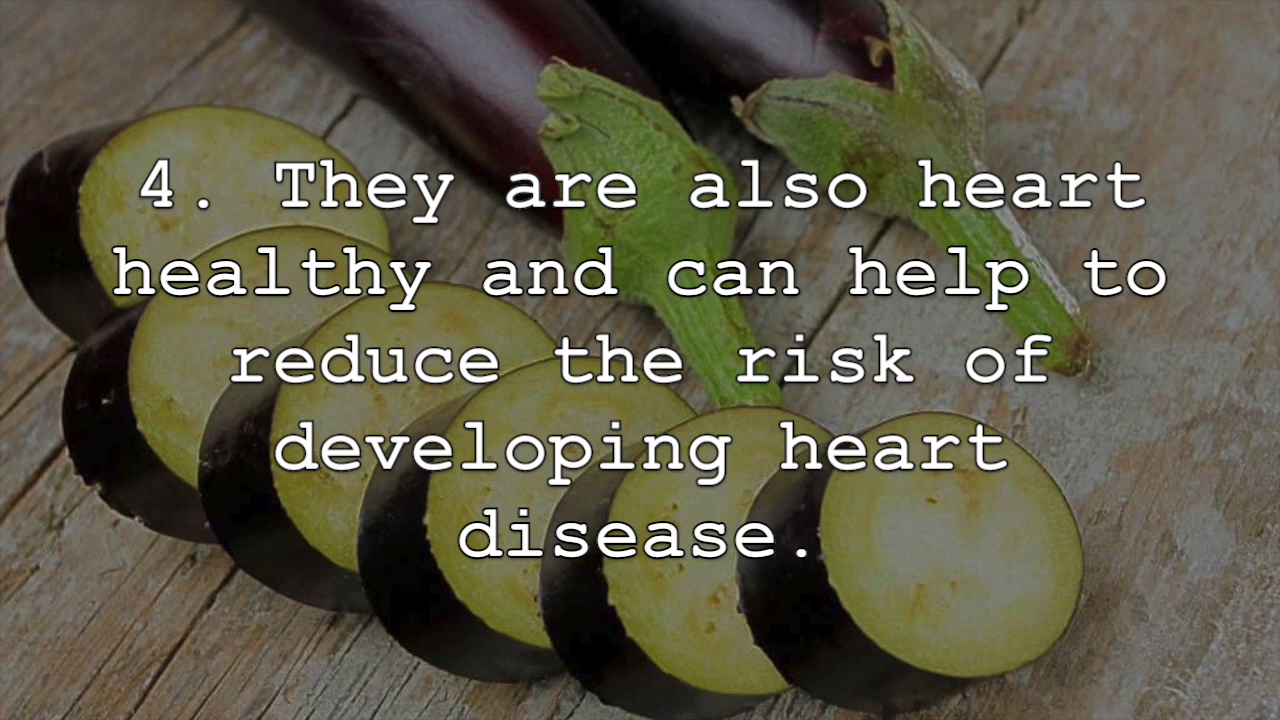 4. They are also heart
healthy and can help to
reduce the risk of
developing heart
disease.